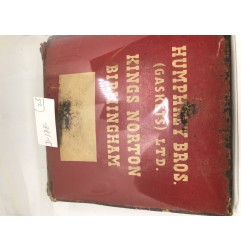 HUMPHREY BROS.
(GASKETS) LTD.
KINGS NORTON
BIRMINGHAM